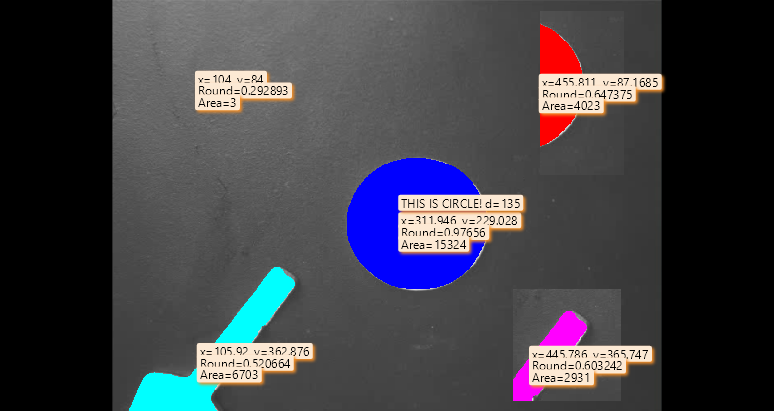 x=104 y=84
Round=0.292893
Area=3
x=455.811 y=87.1685
Round=0.647375
Area=4023
THIS IS CIRCLE! d=135
x=311.946 y=229.028
Round=0.97656
Area=15324
x=105.92 y=362.876
Round=0.520664
Area=6703
x=445.786 y=365.747
Round=0.603242
Area=2931